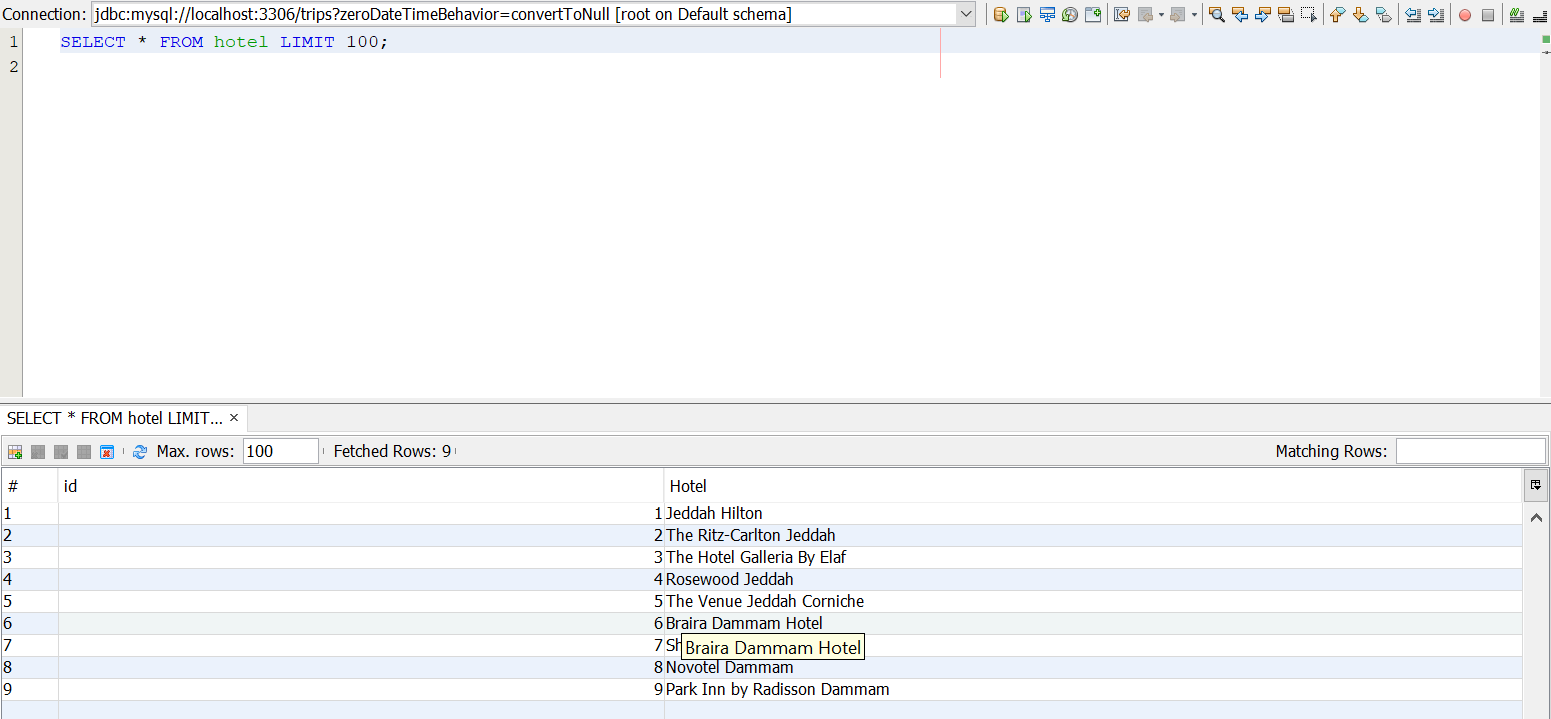 Connection: jdbc:mysql://localhost:3306/trips?zeroDateTimeBehavior=convertToNull [root on Default schema]
1 SELECT * FROM hotel LIMIT 100;
2
SELECT * FROM hotel LIMIT... ×
Max. rows: 100 Fetched Rows: 9 Matching Rows:
# id Hotel
1 1 Jeddah Hilton
2 2 The Ritz-Carlton Jeddah
3 3 The Hotel Galleria By Elaf
4 4 Rosewood Jeddah
5 5 The Venue Jeddah Corniche
6 6 Braira Dammam Hotel
7 7
Braira Dammam Hotel
8 8 Novotel Dammam
9 9 Park Inn by Radisson Dammam